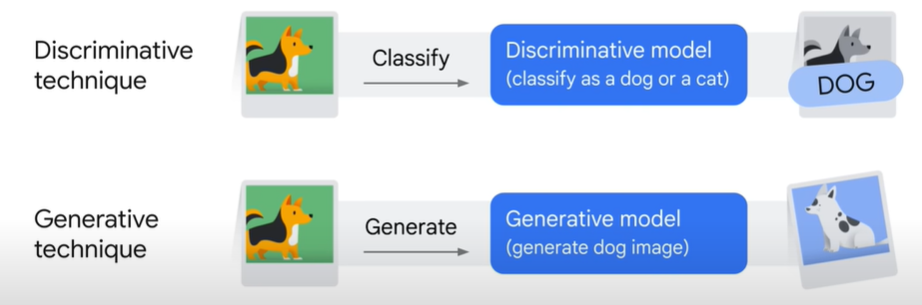 Discriminative
technique
Classify
Discriminative model
(classify as a dog or a cat)
DOG
Generative
technique
Generate
Generative model
(generate dog image)